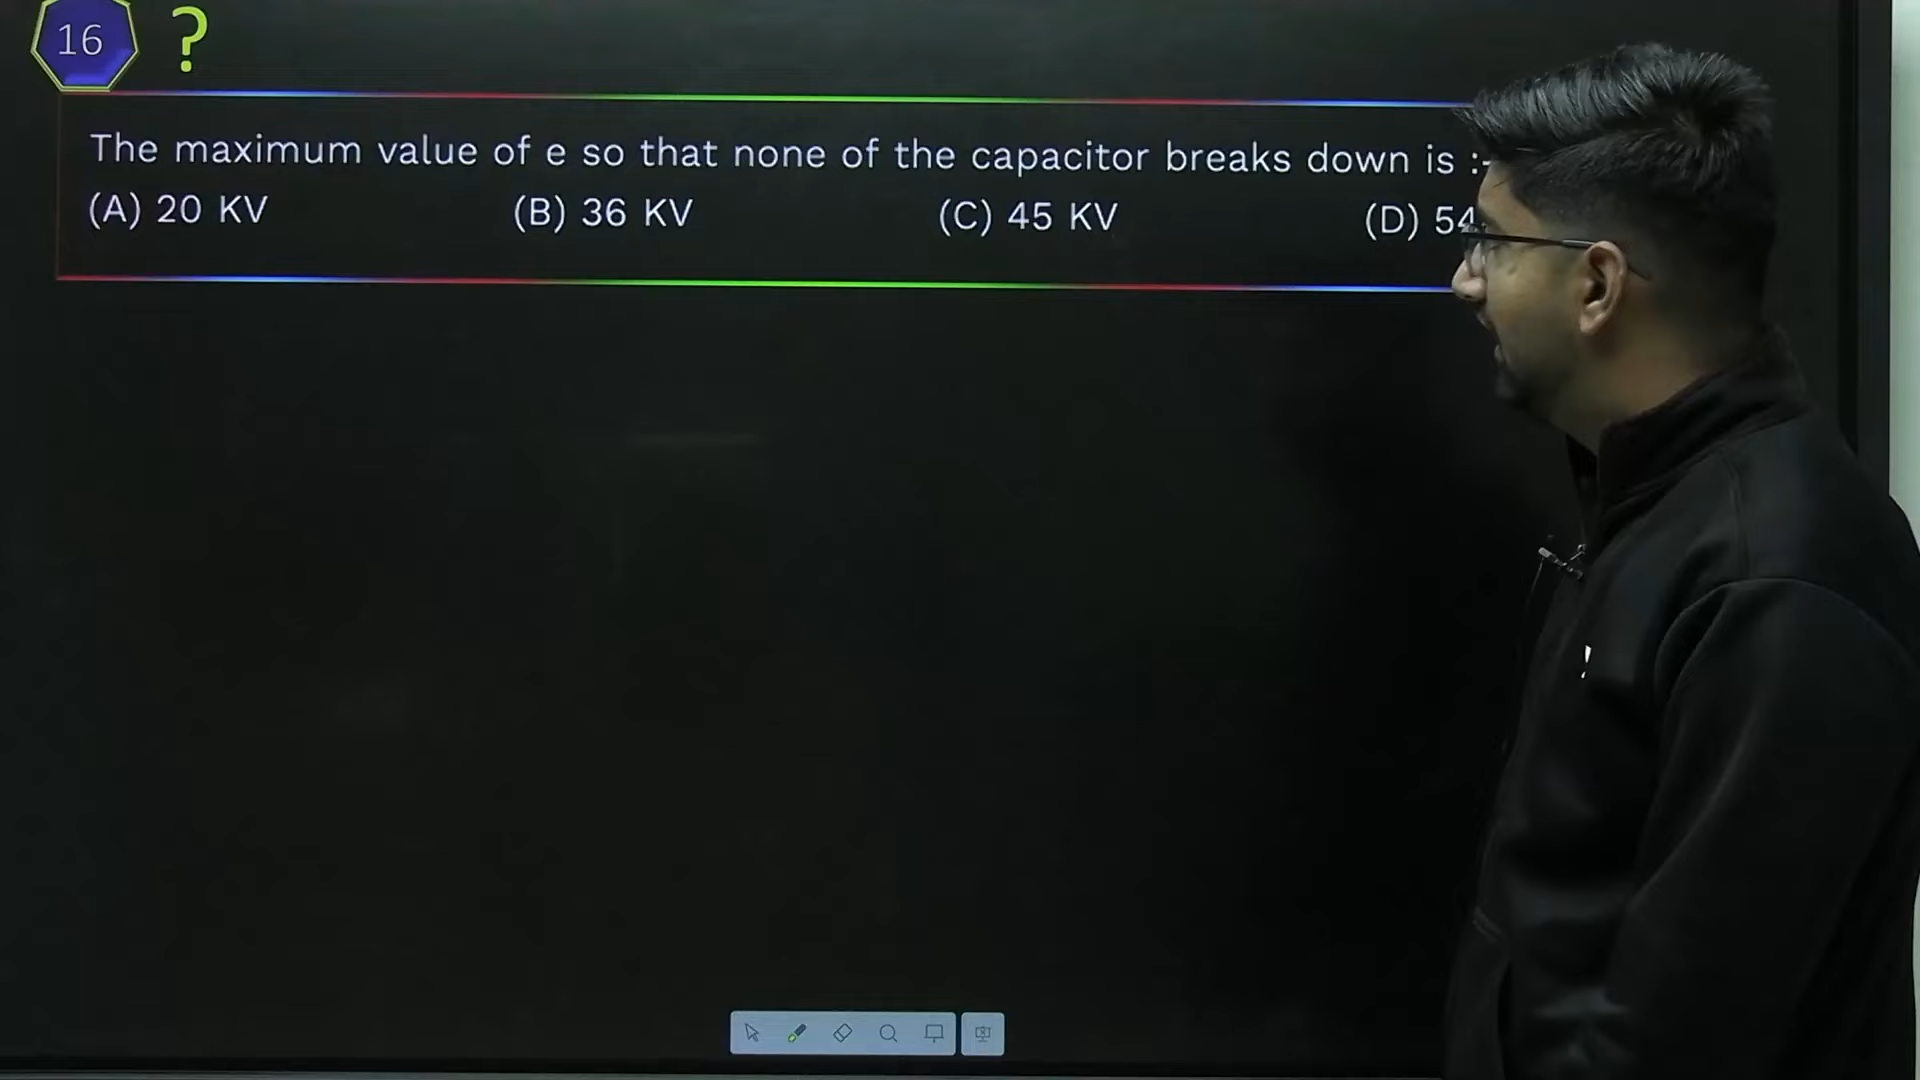 16 ?
The maximum value of e so that none of the capacitor breaks down is :-
(A) 20 KV (B) 36 KV (C) 45 KV (D) 54